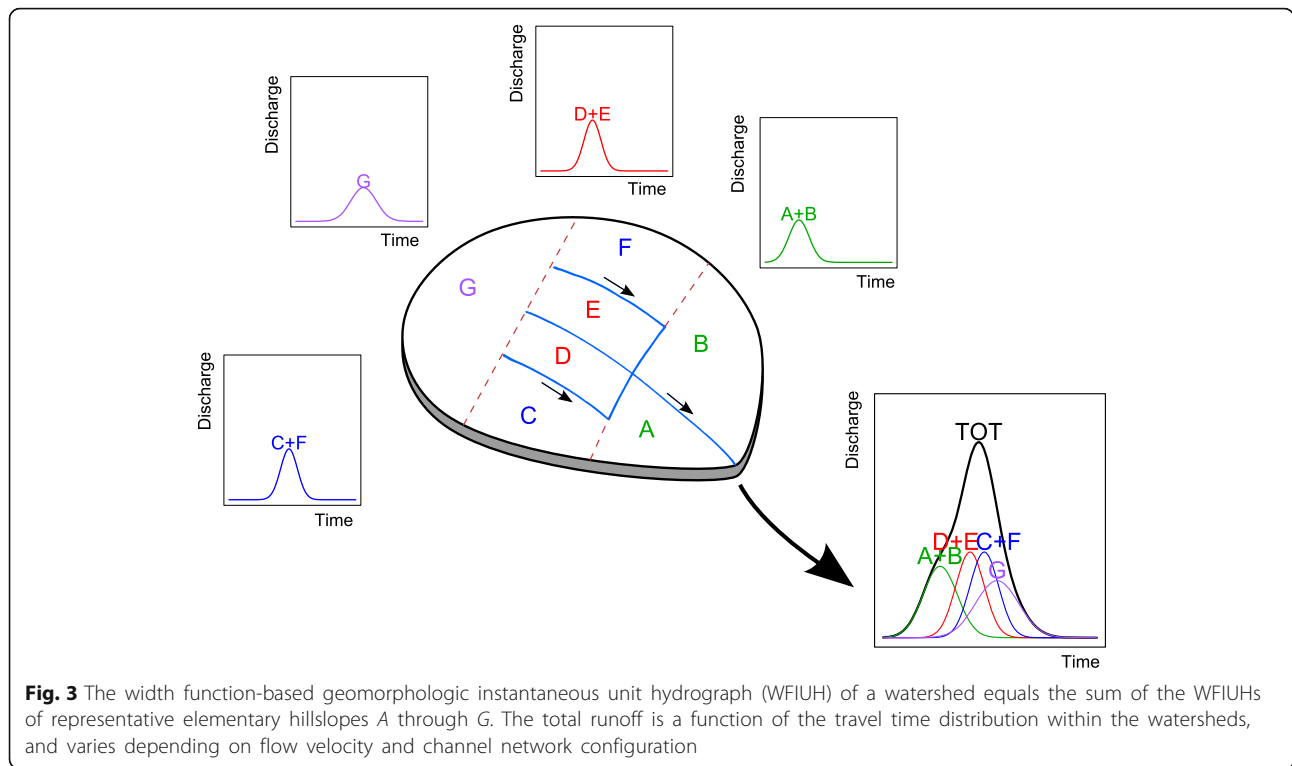 Discharge
D+E
Time
Discharge
G
Time
Discharge
A+B
Time
F
G
E
B
D
C
A
Discharge
C+F
Time
Discharge
TOT
D+E
C+F
A+B
G
Time
Fig. 3 The width function-based geomorphologic instantaneous unit hydrograph (WFIUH) of a watershed equals the sum of the WFIUHs
of representative elementary hillslopes A through G. The total runoff is a function of the travel time distribution within the watersheds,
and varies depending on flow velocity and channel network configuration